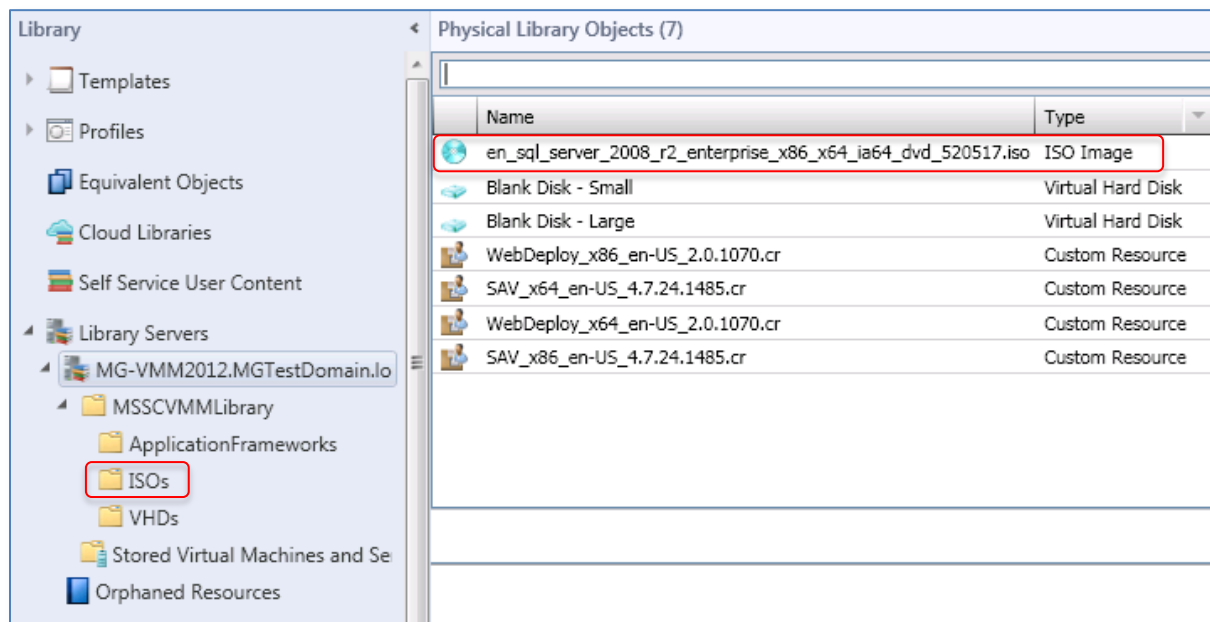 Library
Templates
Profiles
Equivalent Objects
Cloud Libraries
Self Service User Content
Library Servers
MG-VMM2012.MGTestDomain.lo
MSSCVMMLibrary
ApplicationFrameworks
ISOs
VHDs
Stored Virtual Machines and Se
Orphaned Resources
Physical Library Objects (7)
Name Type
en_sql_server_2008_r2_enterprise_x86_x64_ia64_dvd_520517.iso ISO Image
Blank Disk - Small Virtual Hard Disk
Blank Disk - Large Virtual Hard Disk
WebDeploy_x86_en-US_2.0.1070.cr Custom Resource
SAV_x64_en-US_4.7.24.1485.cr Custom Resource
WebDeploy_x64_en-US_2.0.1070.cr Custom Resource
SAV_x86_en-US_4.7.24.1485.cr Custom Resource